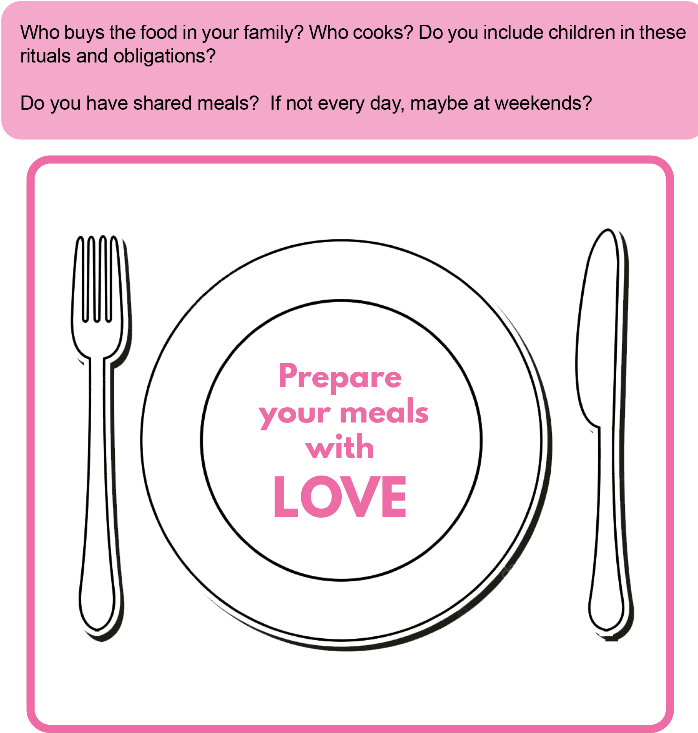 Who buys the food in your family? Who cooks? Do you include children in these
rituals and obligations?
Do you have shared meals?  If not every day, maybe at weekends?
Prepare
your meals
with
LOVE